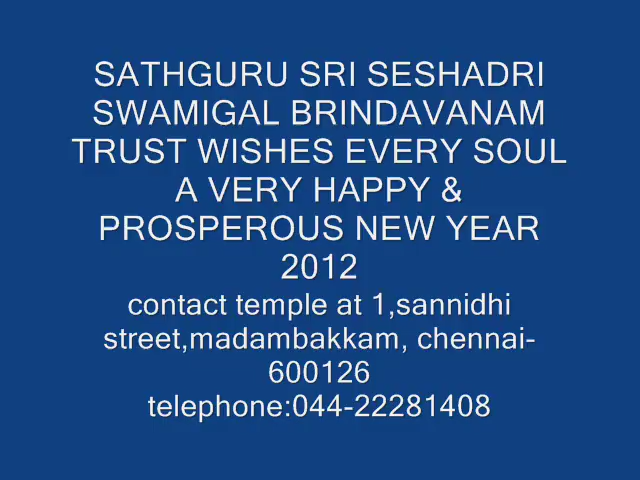 SATHGURU SRI SESHADRI
SWAMIGAL BRINDAVANAM
TRUST WISHES EVERY SOUL
A VERY HAPPY &
PROSPEROUS NEW YEAR
2012
contact temple at 1,sannidhi
street,madambakkam, chennai-
600126
telephone:044-22281408